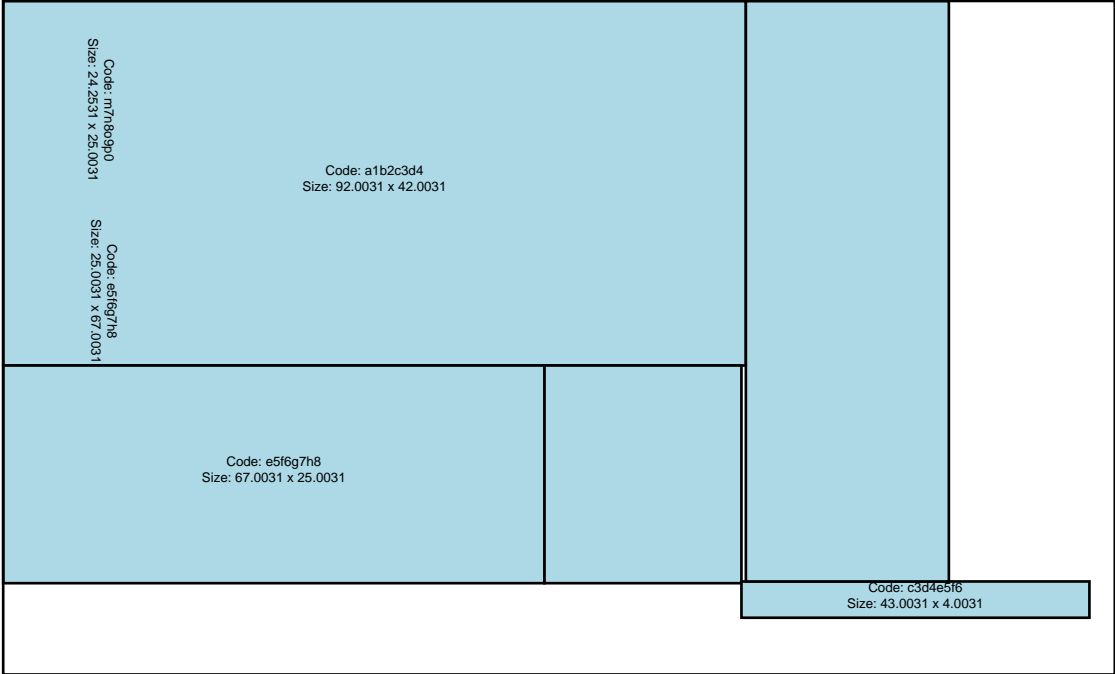 Code: m7n8o9p0
Size: 24.2531 x 25.0031
Code: a1b2c3d4
Size: 92.0031 x 42.0031
Code: e5f6g7h8
Size: 25.0031 x 67.0031
Code: e5f6g7h8
Size: 67.0031 x 25.0031
Code: c3d4e5f6
Size: 43.0031 x 4.0031